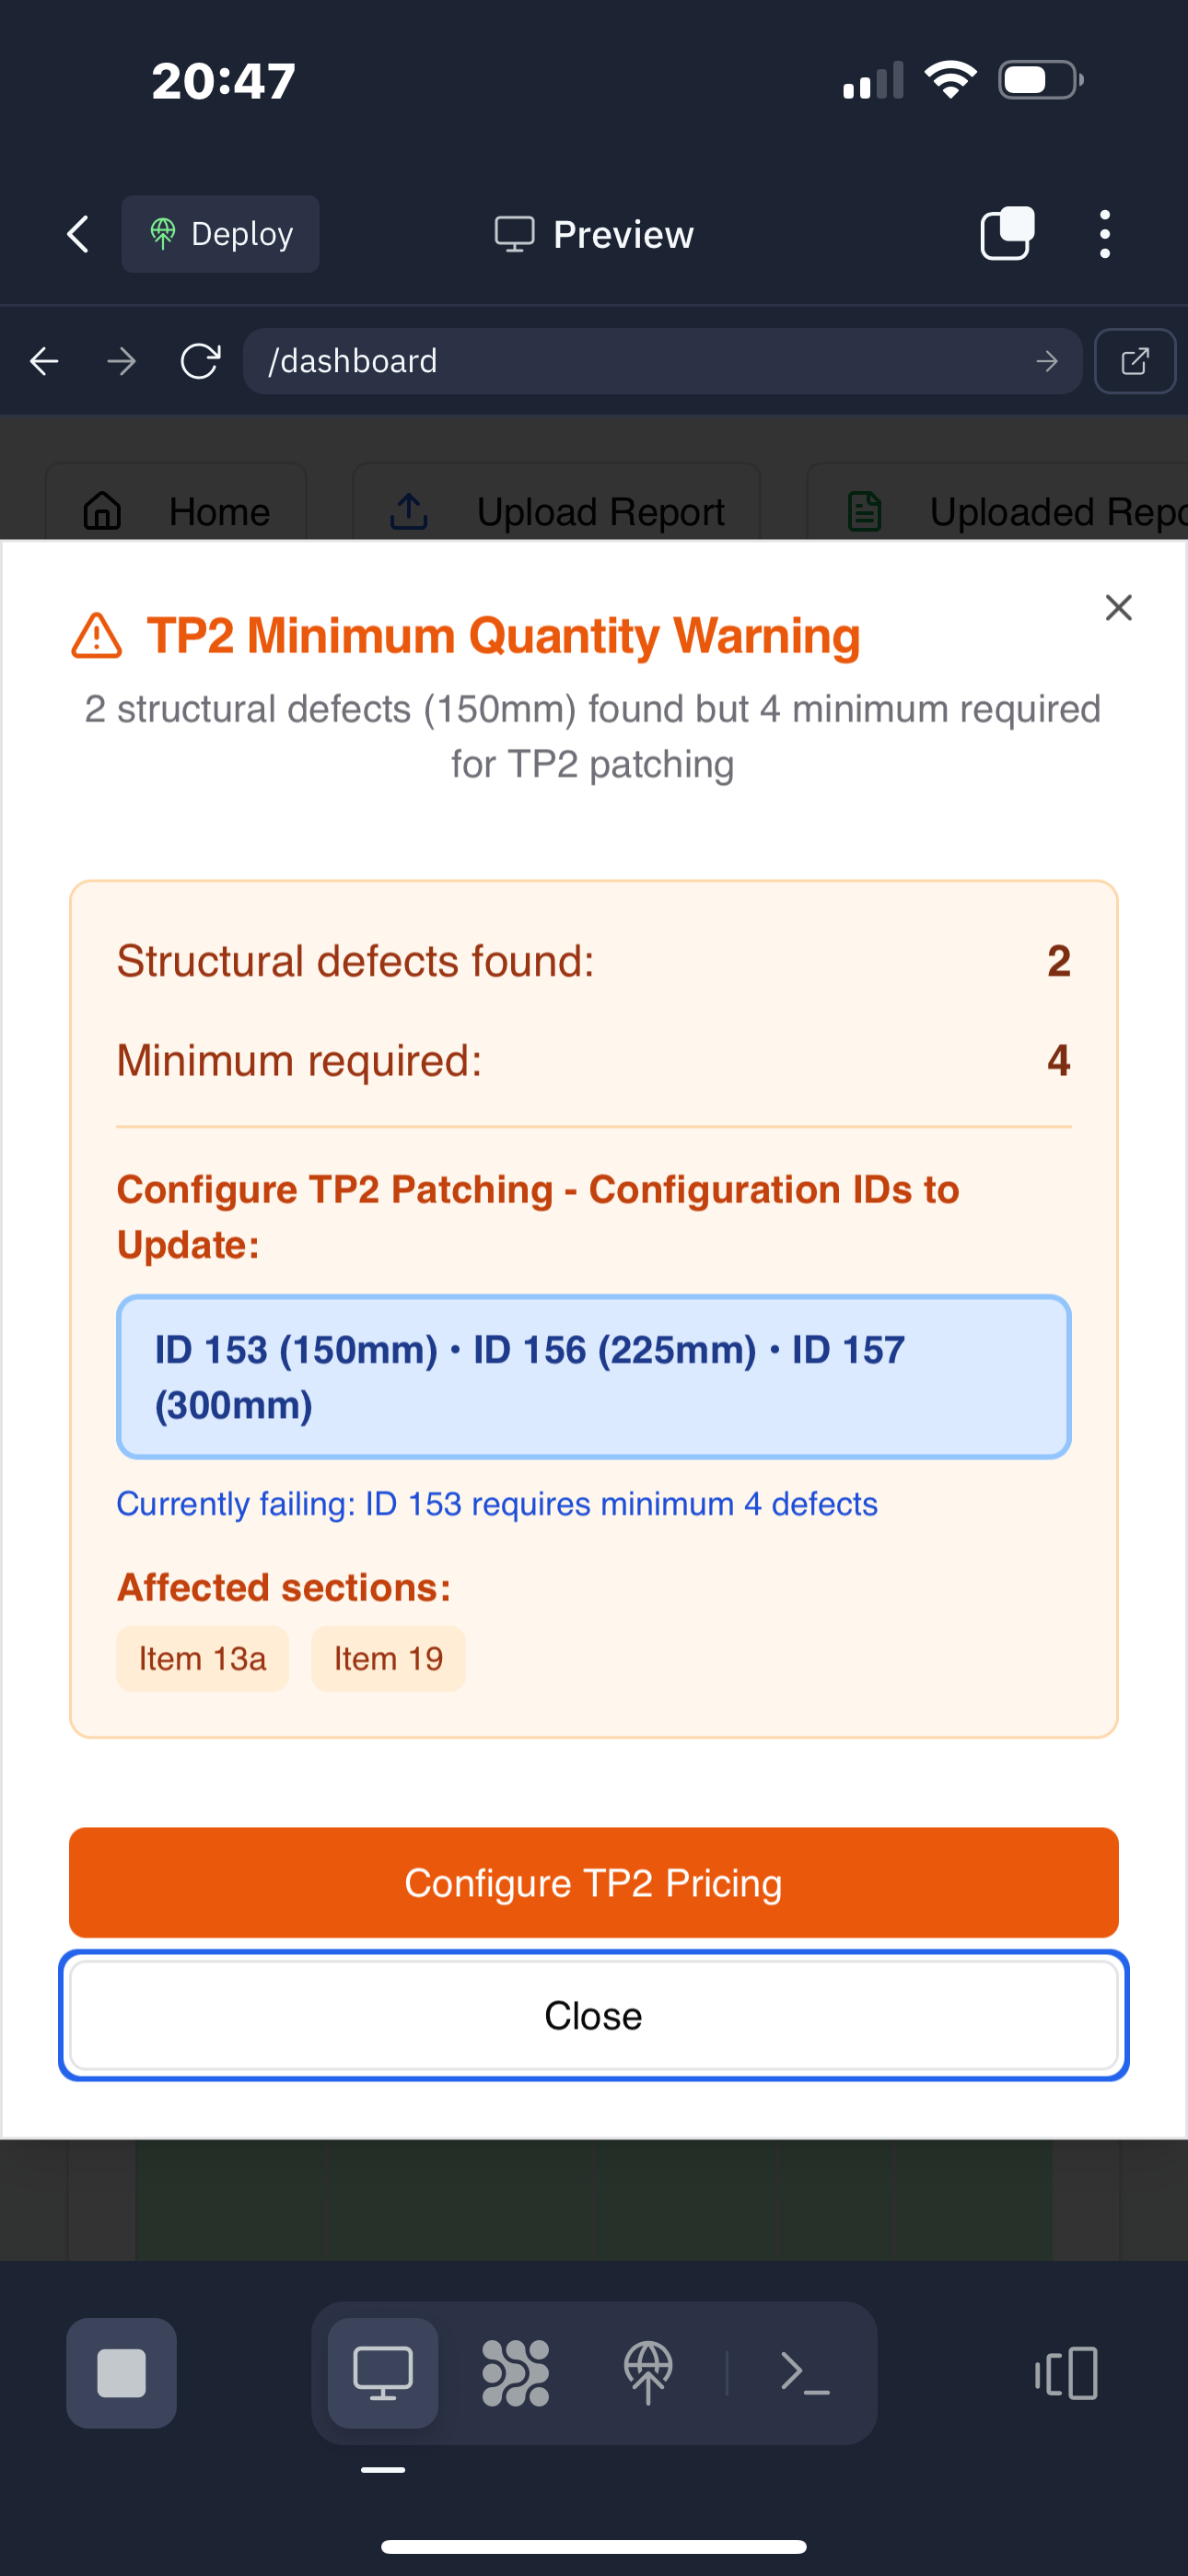 20:47
Deploy
Preview
/dashboard
Home
Upload Report
Uploaded Repo
TP2 Minimum Quantity Warning
2 structural defects (150mm) found but 4 minimum required
for TP2 patching
Structural defects found: 2
Minimum required: 4
Configure TP2 Patching - Configuration IDs to
Update:
ID 153 (150mm) • ID 156 (225mm) • ID 157
(300mm)
Currently failing: ID 153 requires minimum 4 defects
Affected sections:
Item 13a
Item 19
Configure TP2 Pricing
Close